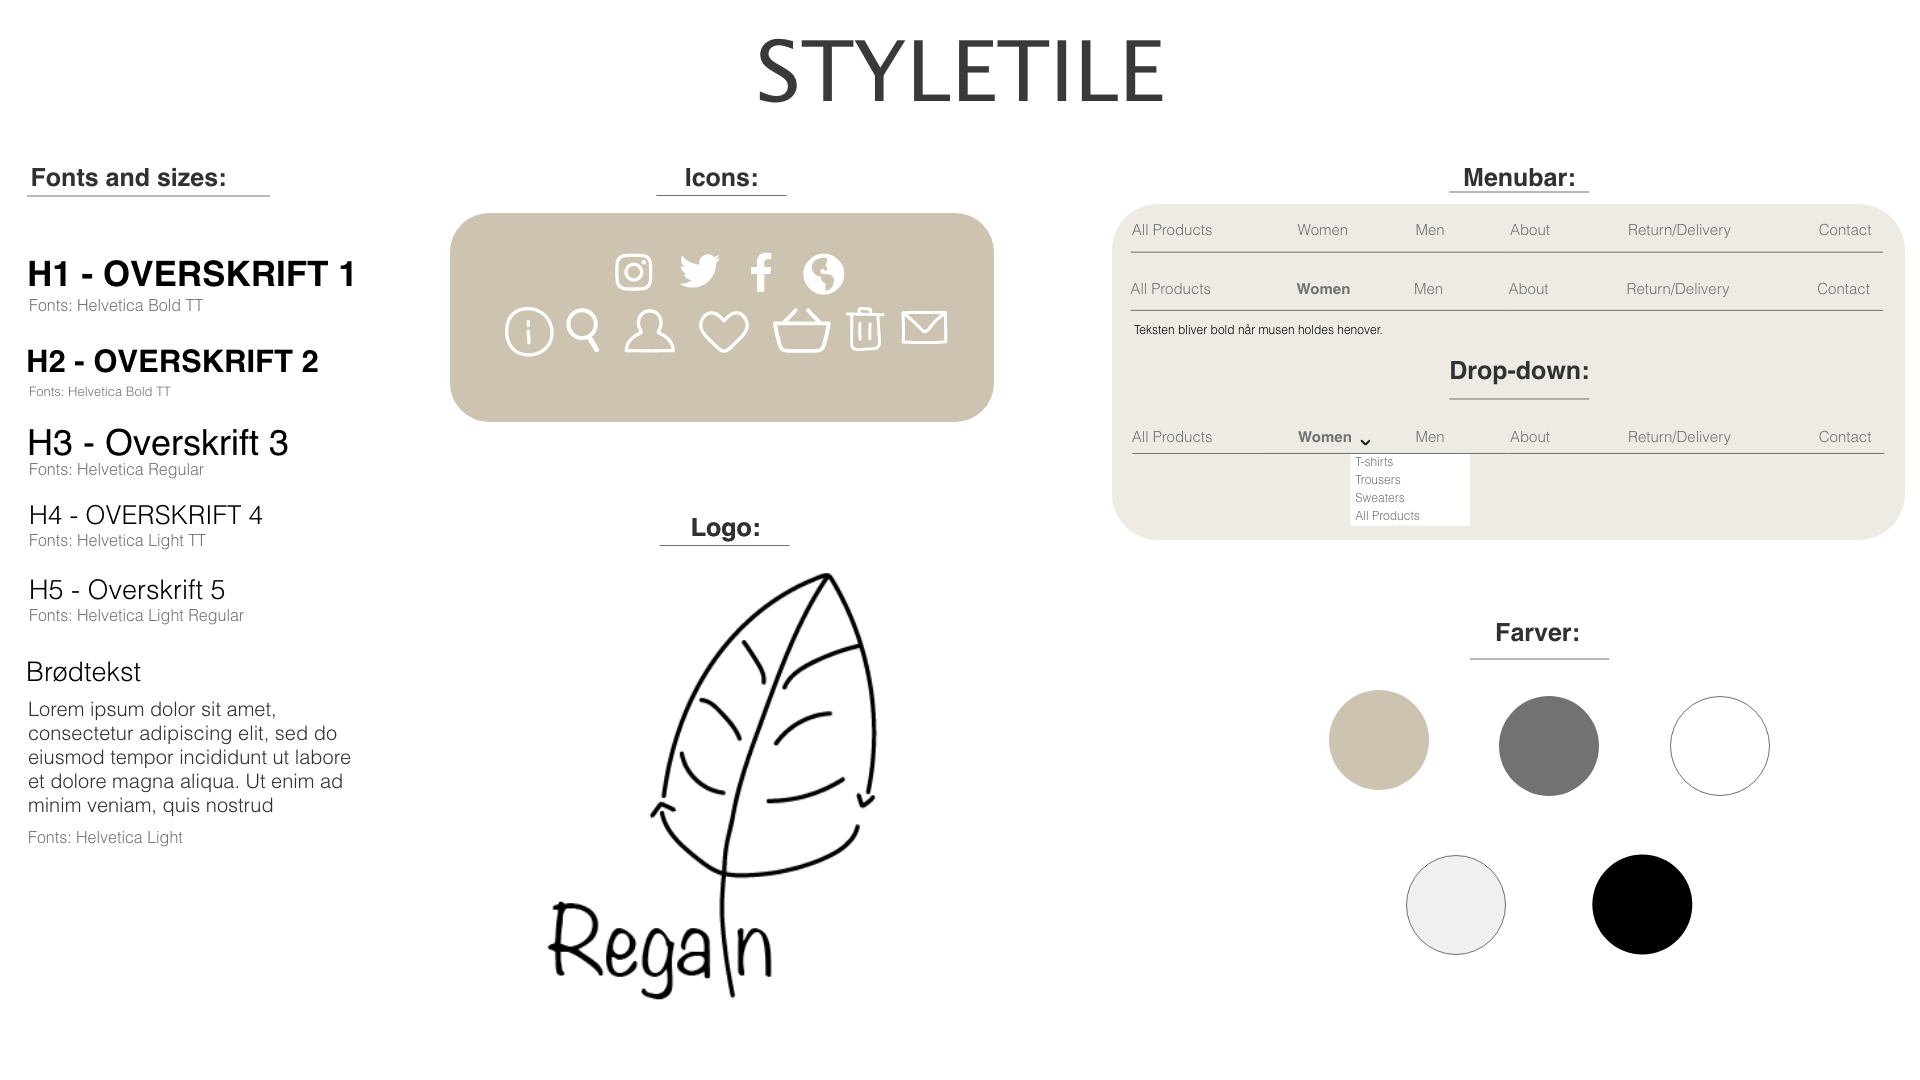 STYLETILE
Fonts and sizes:
H1 - OVERSKRIFT 1
Fonts: Helvetica Bold TT
H2 - OVERSKRIFT 2
Fonts: Helvetica Bold TT
H3 - Overskrift 3
Fonts: Helvetica Regular
H4 - OVERSKRIFT 4
Fonts: Helvetica Light TT
H5 - Overskrift 5
Fonts: Helvetica Light Regular
Brødtekst
Lorem ipsum dolor sit amet,
consectetur adipiscing elit, sed do
eiusmod tempor incididunt ut labore
et dolore magna aliqua. Ut enim ad
minim veniam, quis nostrud
Fonts: Helvetica Light
Icons:
Logo:
Regain
Menubar:
All Products Women Men About Return/Delivery Contact
All Products Women Men About Return/Delivery Contact
Teksten bliver bold når musen holdes henover.
Drop-down:
All Products Women Men About Return/Delivery Contact
T-shirts
Trousers
Sweaters
All Products
Farver: